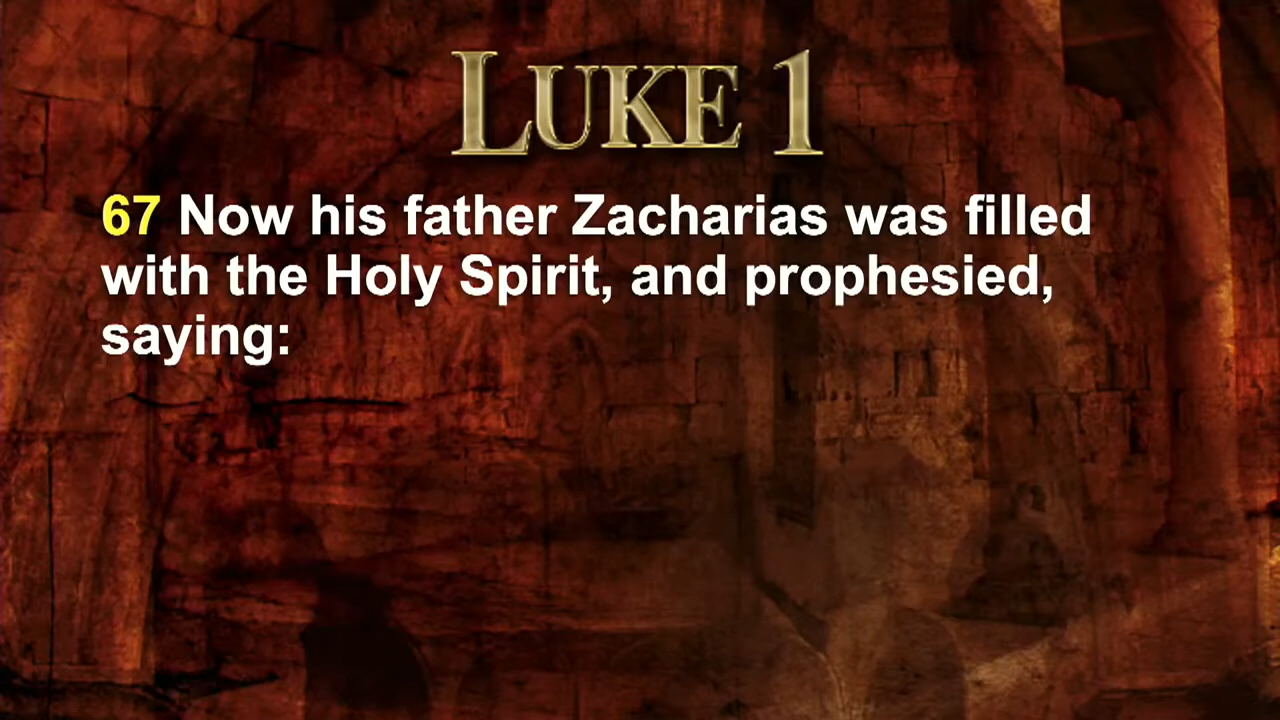 LUKE 1
67 Now his father Zacharias was filled
with the Holy Spirit, and prophesied,
saying: